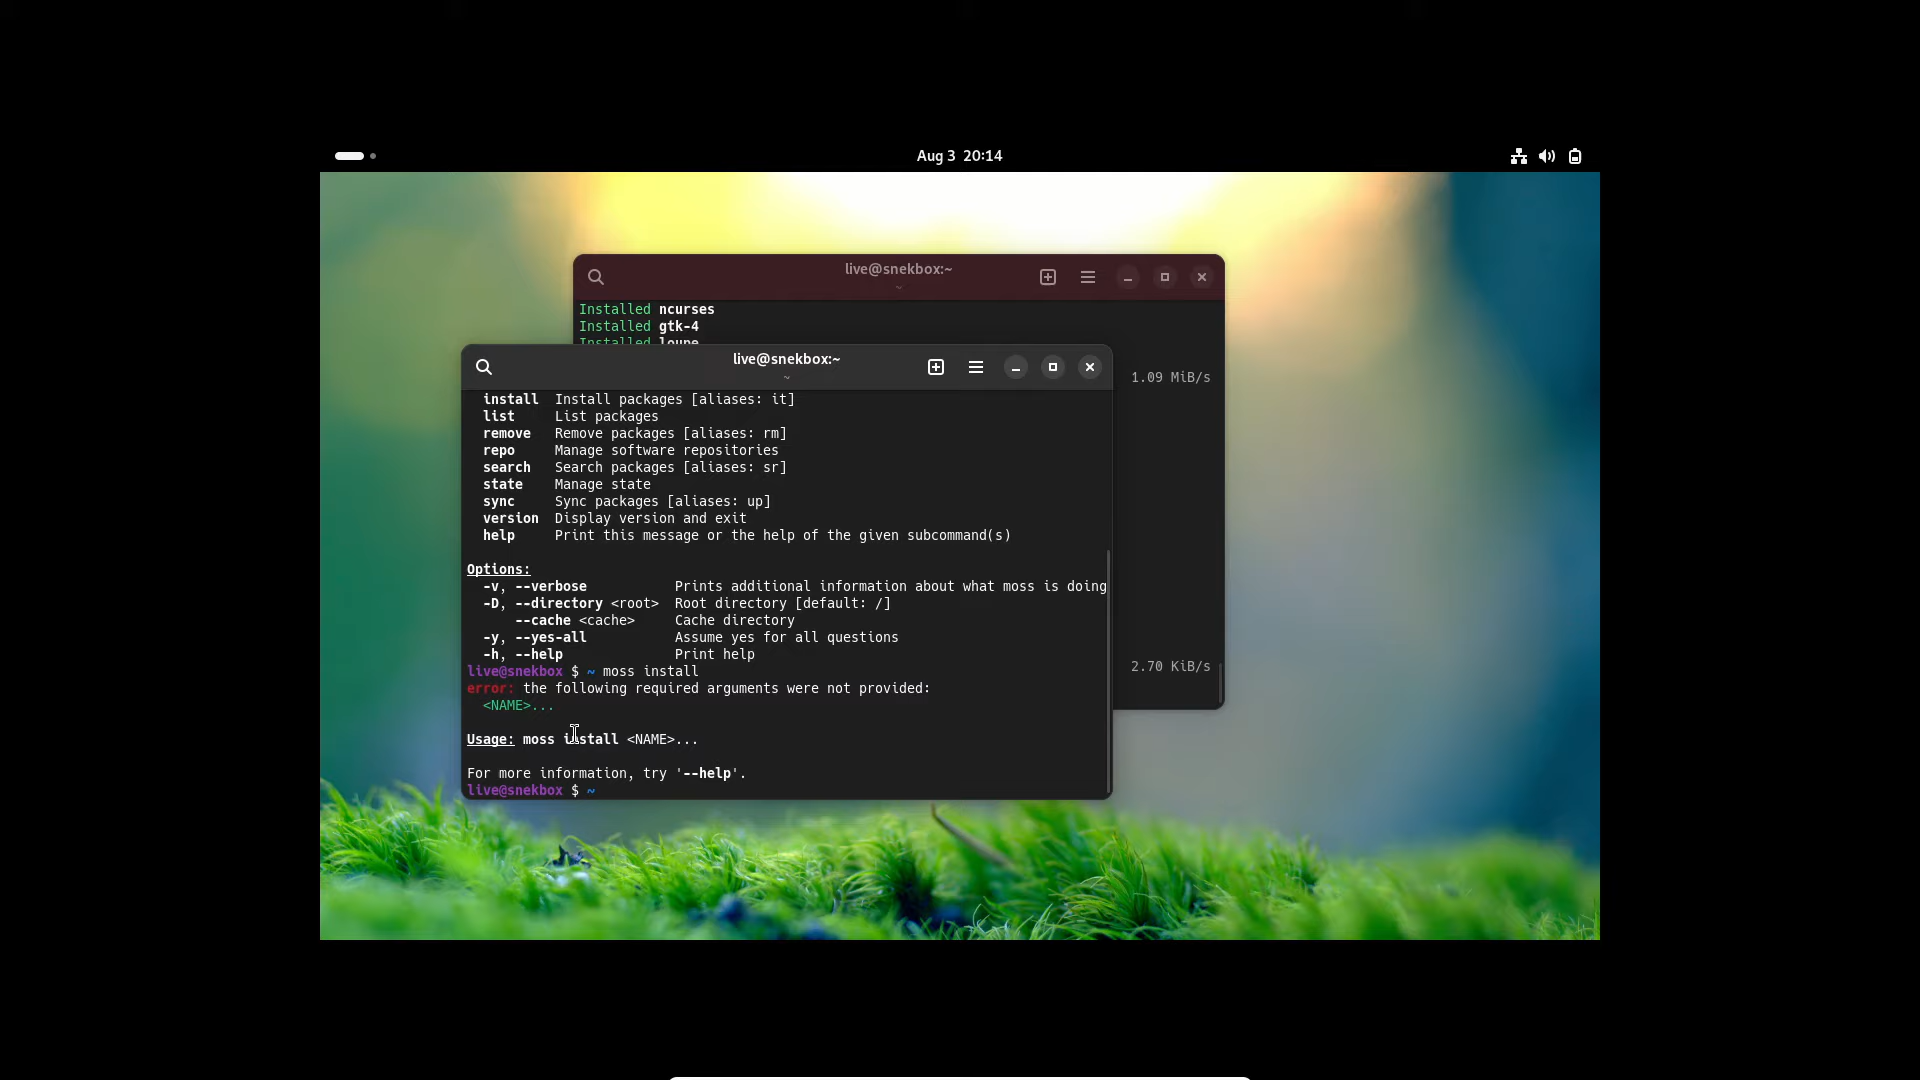 Aug 3 20:14
live@snekbox:~
~
Installed ncurses
Installed gtk-4
Installed loupe
1.09 MiB/s
2.70 KiB/s
live@snekbox:~
~
install Install packages [aliases: it]
list List packages
remove Remove packages [aliases: rm]
repo Manage software repositories
search Search packages [aliases: sr]
state Manage state
sync Sync packages [aliases: up]
version Display version and exit
help Print this message or the help of the given subcommand(s)
Options:
-v, --verbose Prints additional information about what moss is doing
-D, --directory <root> Root directory [default: /]
--cache <cache> Cache directory
-y, --yes-all Assume yes for all questions
-h, --help Print help
live@snekbox $ ~ moss install
error: the following required arguments were not provided:
<NAME>...
Usage: moss install <NAME>...
For more information, try '--help'.
live@snekbox $ ~